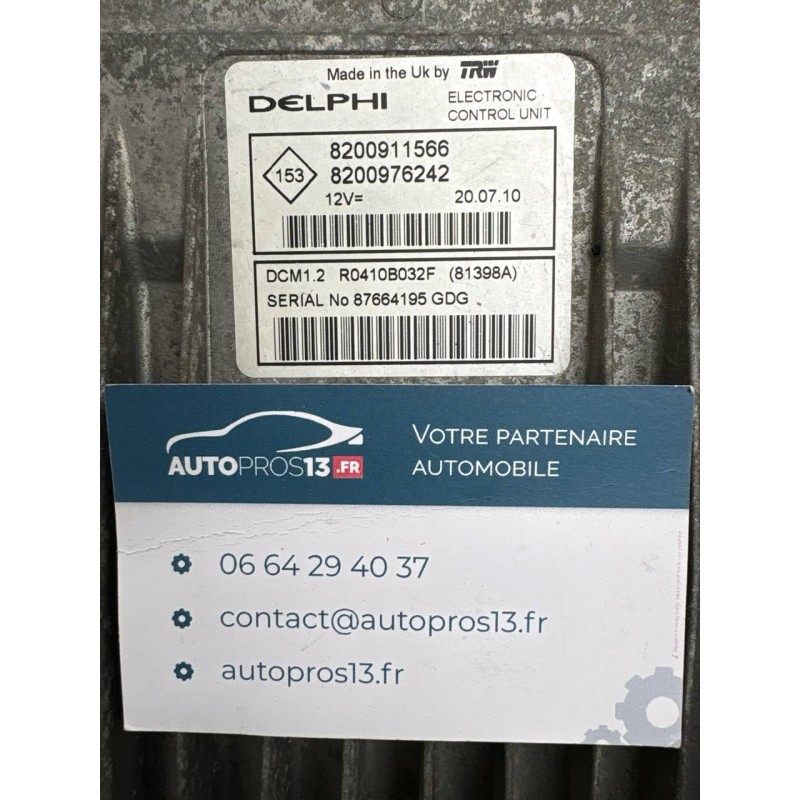 Made in the Uk by TRW
DELPHI
ELECTRONIC
CONTROL UNIT
153
8200911566
8200976242
12V= 20.07.10
DCM1.2 R0410B032F (81398A)
SERIAL No 87664195 GDG
AUTOPROS13.FR
VOTRE PARTENAIRE
AUTOMOBILE
06 64 29 40 37
contact@autopros13.fr
autopros13.fr